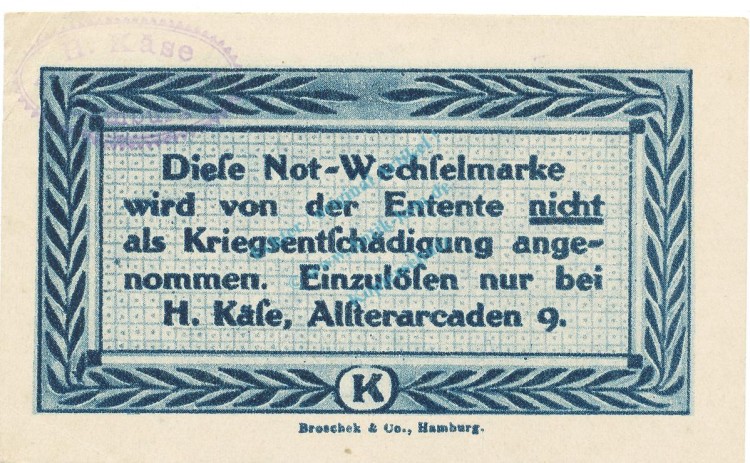 H. Käse
Dieſe Not-Wechſelmarke
wird von der Entente nicht
als Kriegsentſchädigung ange-
nommen. Einzulöſen nur bei
H. Käſe, Alſterarcaden 9.
K
Broschek & Co., Hamburg.